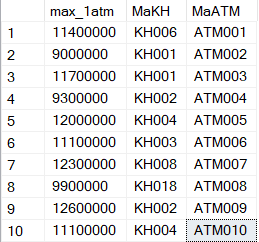 max_1atm MaKH MaATM
1 11400000 KH006 ATM001
2 9000001 KH001 ATM002
3 11700000 KH001 ATM003
4 9300000 KH002 ATM004
5 12000000 KH004 ATM005
6 11100000 KH003 ATM006
7 12300000 KH008 ATM007
8 9900000 KH018 ATM008
9 12600000 KH002 ATM009
10 11100000 KH004 ATM010